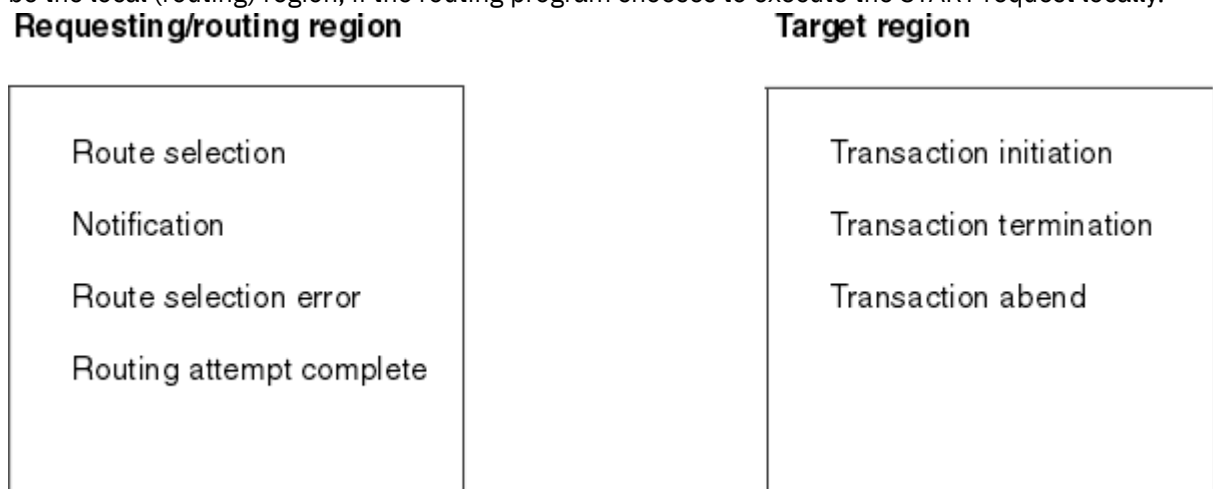 be the local (routing) region, if the routing program chooses to execute the START request locally.
Requesting/routing region
Target region
Route selection
Notification
Route selection error
Routing attempt complete
Transaction initiation
Transaction termination
Transaction abend